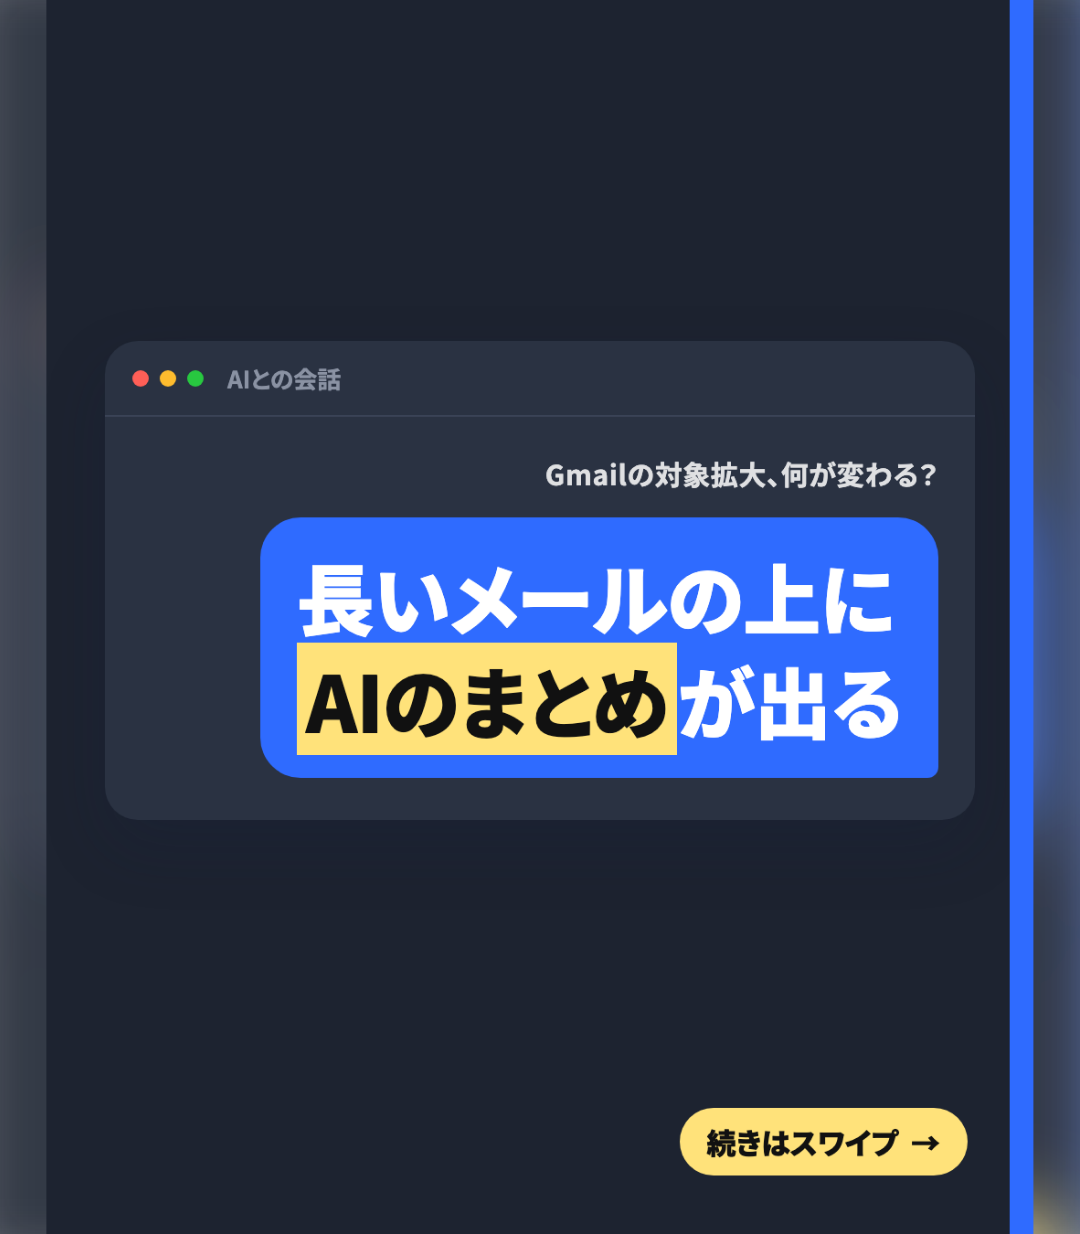 AIとの会話
Gmailの対象拡大、何が変わる？
長いメールの上に
AIのまとめが出る
続きはスワイプ →